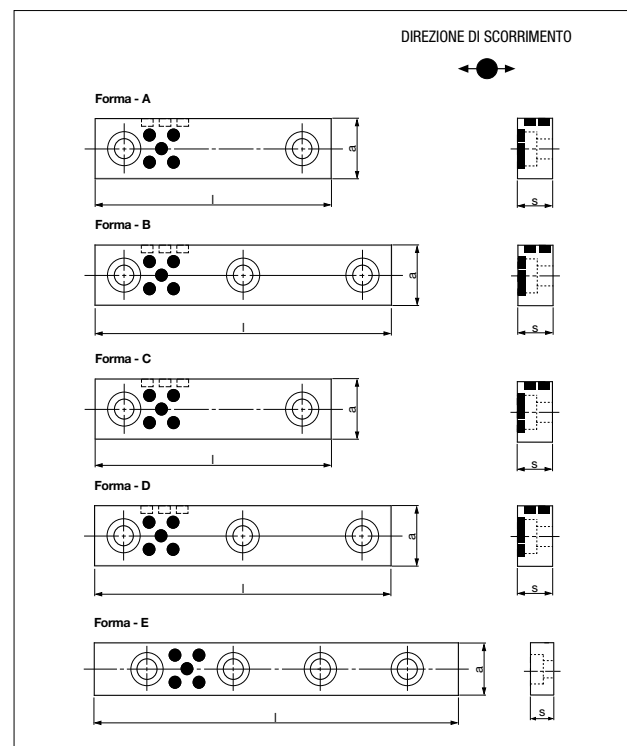 DIREZIONE DI SCORRIMENTO
Forma - A
a
l
s
Forma - B
a
l
s
Forma - C
a
l
s
Forma - D
a
l
s
Forma - E
a
l
s